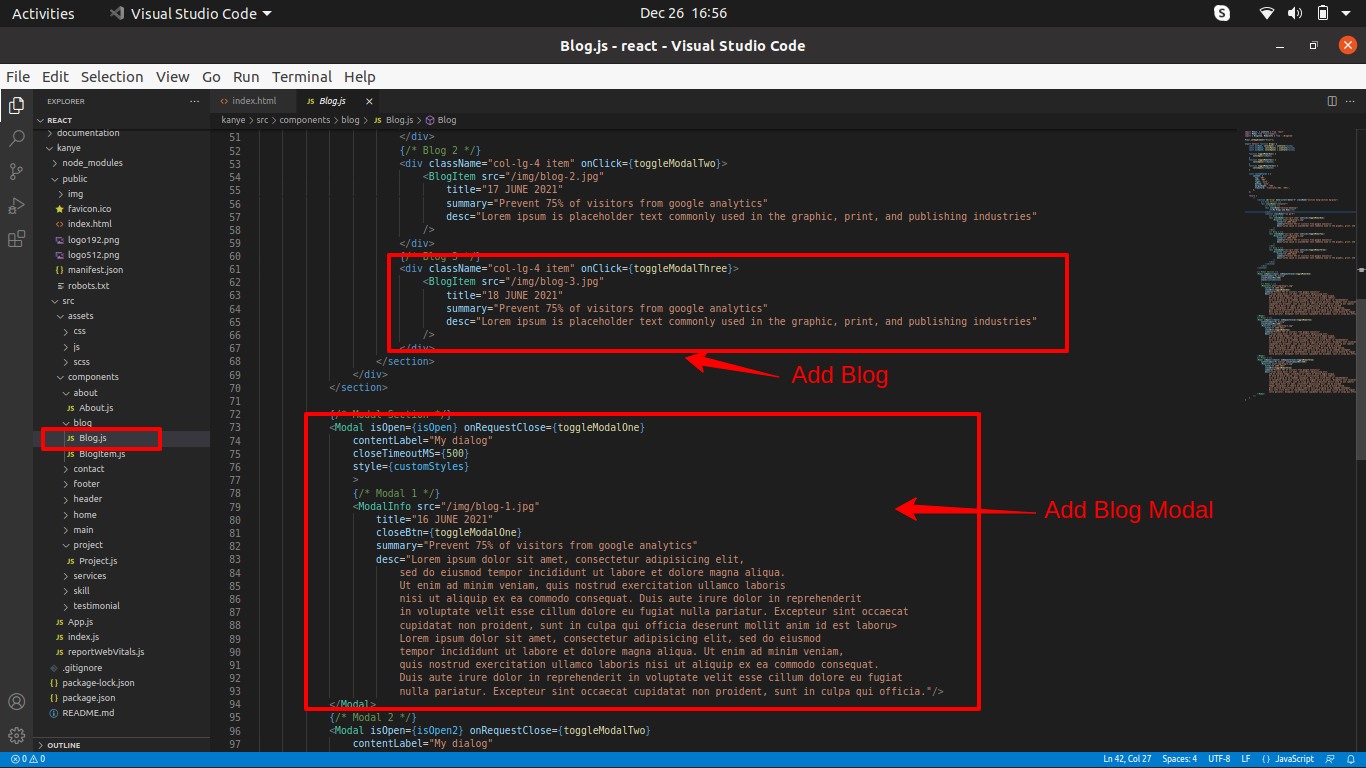 Activities
Visual Studio Code
Dec 26 16:56
Blog.js - react - Visual Studio Code
File Edit Selection View Go Run Terminal Help
EXPLORER
REACT
documentation
kanye
node_modules
public
img
favicon.ico
index.html
logo192.png
logo512.png
manifest.json
robots.txt
src
assets
css
js
scss
components
about
About.js
blog
Blog.js
BlogItem.js
contact
footer
header
home
main
project
Project.js
services
skill
testimonial
App.js
index.js
reportWebVitals.js
.gitignore
package-lock.json
package.json
README.md
OUTLINE
index.html
JS Blog.js
kanye > src > components > blog > JS Blog.js > Blog
51 </div>
52 {/* Blog 2 */}
53 <div className="col-lg-4 item" onClick={toggleModalTwo}>
54 <BlogItem src="/img/blog-2.jpg"
55 title="17 JUNE 2021"
56 summary="Prevent 75% of visitors from google analytics"
57 desc="Lorem ipsum is placeholder text commonly used in the graphic, print, and publishing industries"
58 />
59 </div>
60 {/* Blog 3 */}
61 <div className="col-lg-4 item" onClick={toggleModalThree}>
62 <BlogItem src="/img/blog-3.jpg"
63 title="18 JUNE 2021"
64 summary="Prevent 75% of visitors from google analytics"
65 desc="Lorem ipsum is placeholder text commonly used in the graphic, print, and publishing industries"
66 />
67 </div>
68 </section>
69 </div>
70 </section>
71
72 {/* Modal Section */}
73 <Modal isOpen={isOpen} onRequestClose={toggleModalOne}
74 contentLabel="My dialog"
75 closeTimeoutMS={500}
76 style={customStyles}
77 >
78 {/* Modal 1 */}
79 <ModalInfo src="/img/blog-1.jpg"
80 title="16 JUNE 2021"
81 closeBtn={toggleModalOne}
82 summary="Prevent 75% of visitors from google analytics"
83 desc="Lorem ipsum dolor sit amet, consectetur adipisicing elit,
84 sed do eiusmod tempor incididunt ut labore et dolore magna aliqua.
85 Ut enim ad minim veniam, quis nostrud exercitation ullamco laboris
86 nisi ut aliquip ex ea commodo consequat. Duis aute irure dolor in reprehenderit
87 in voluptate velit esse cillum dolore eu fugiat nulla pariatur. Excepteur sint occaecat
88 cupidatat non proident, sunt in culpa qui officia deserunt mollit anim id est laboru>
89 Lorem ipsum dolor sit amet, consectetur adipisicing elit, sed do eiusmod
90 tempor incididunt ut labore et dolore magna aliqua. Ut enim ad minim veniam,
91 quis nostrud exercitation ullamco laboris nisi ut aliquip ex ea commodo consequat.
92 Duis aute irure dolor in reprehenderit in voluptate velit esse cillum dolore eu fugiat
93 nulla pariatur. Excepteur sint occaecat cupidatat non proident, sunt in culpa qui officia."/>
94 </Modal>
95 {/* Modal 2 */}
96 <Modal isOpen={isOpen2} onRequestClose={toggleModalTwo}
97 contentLabel="My dialog"
Add Blog
Add Blog Modal
0 0
Ln 42, Col 27 Spaces: 4 UTF-8 LF {} JavaScript